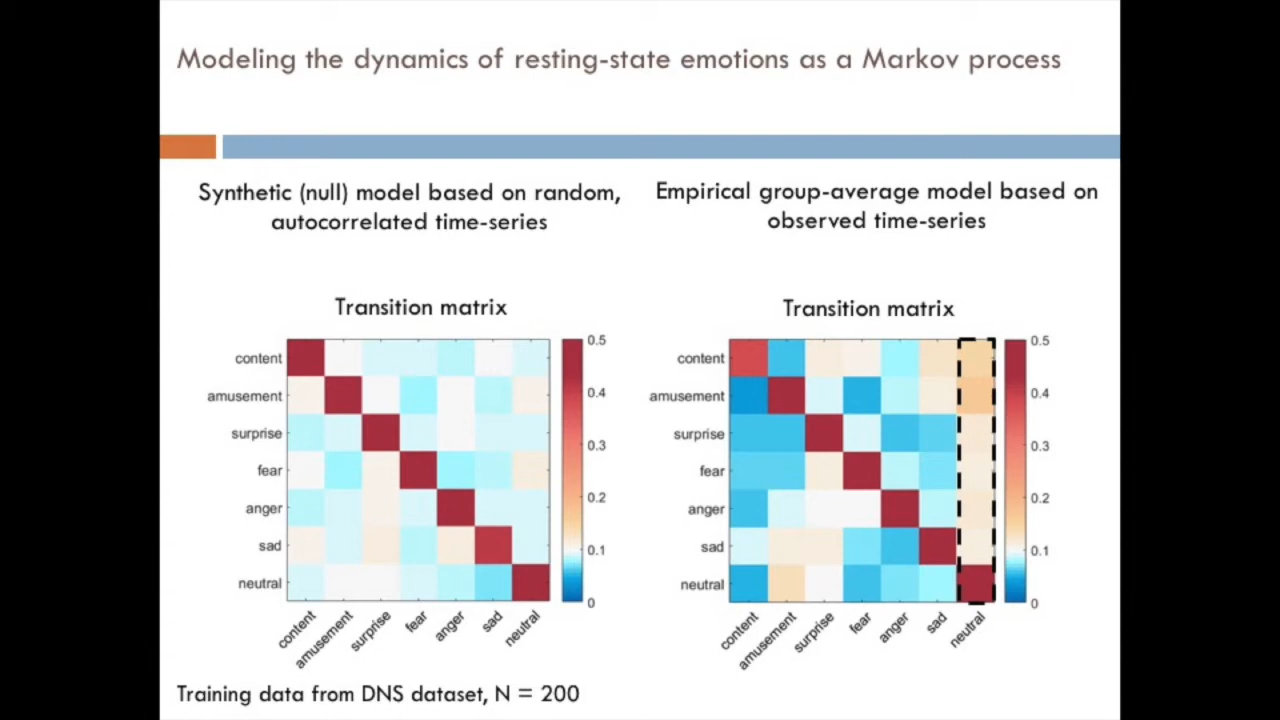 Modeling the dynamics of resting-state emotions as a Markov process
Synthetic (null) model based on random,
autocorrelated time-series
Empirical group-average model based on
observed time-series
Transition matrix
content
amusement
surprise
fear
anger
sad
neutral
content
amusement
surprise
fear
anger
sad
neutral
0.5
0.4
0.3
0.2
0.1
0
Transition matrix
content
amusement
surprise
fear
anger
sad
neutral
content
amusement
surprise
fear
anger
sad
neutral
0.5
0.4
0.3
0.2
0.1
0
Training data from DNS dataset, N = 200